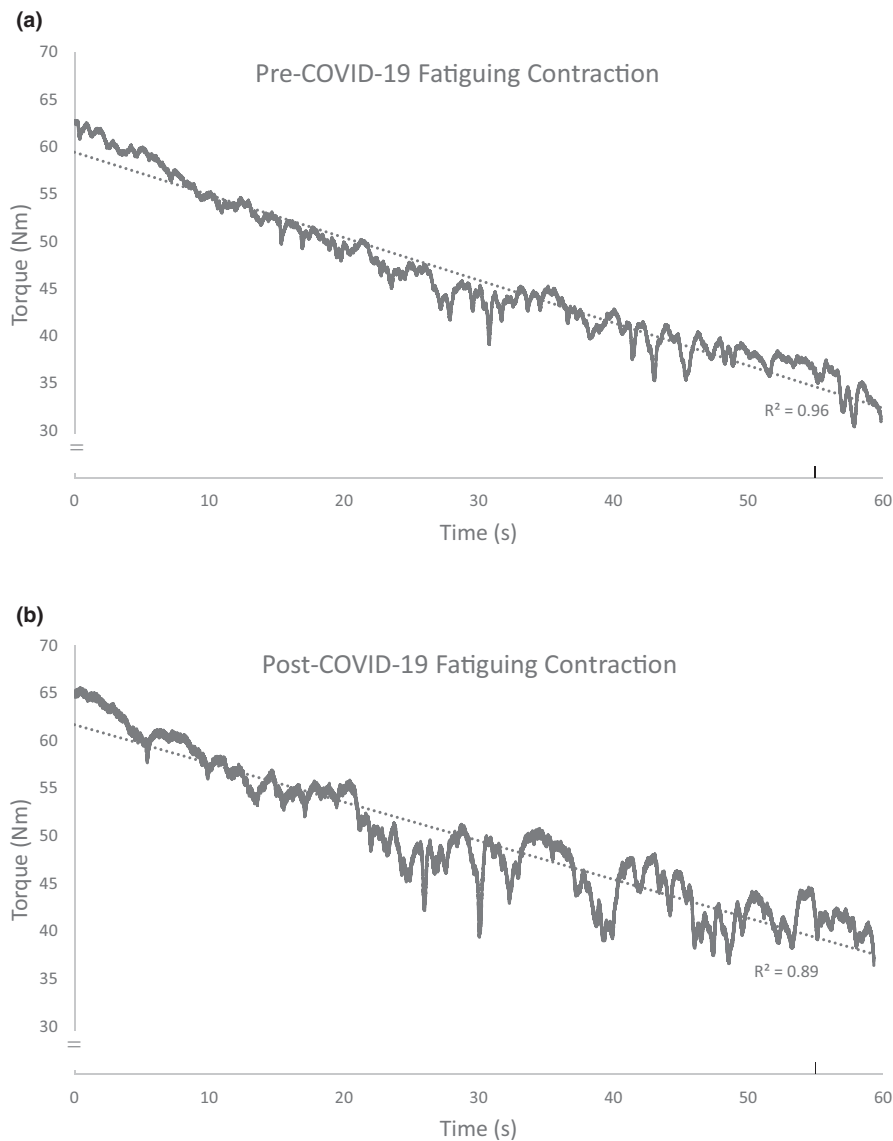 (a)
Pre-COVID-19 Fatiguing Contraction
70
65
60
55
50
45
40
35
30
Torque (Nm)
R² = 0.96
=
0 10 20 30 40 50 60
Time (s)
(b)
Post-COVID-19 Fatiguing Contraction
70
65
60
55
50
45
40
35
30
Torque (Nm)
R² = 0.89
=
0 10 20 30 40 50 60
Time (s)